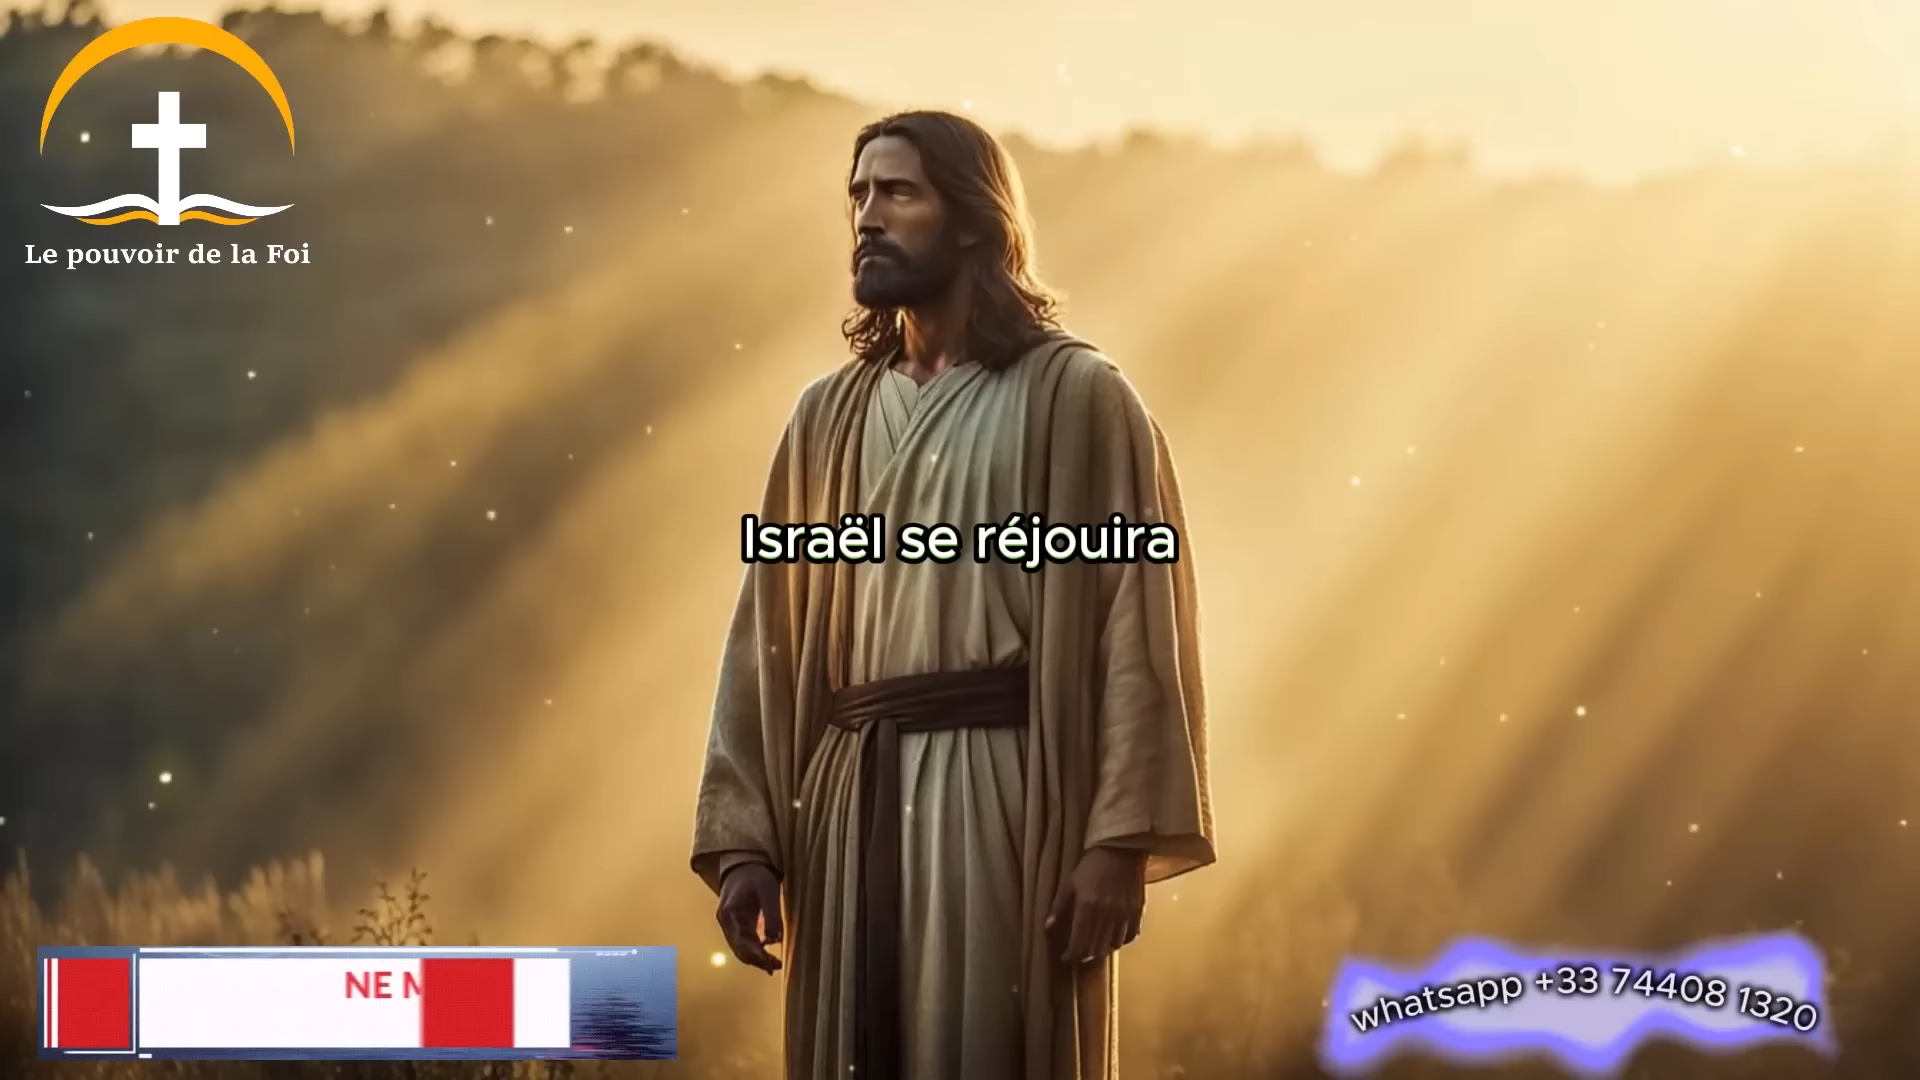 Le pouvoir de la Foi
Israël se réjouira
NE
whatsapp +33 74408 1320